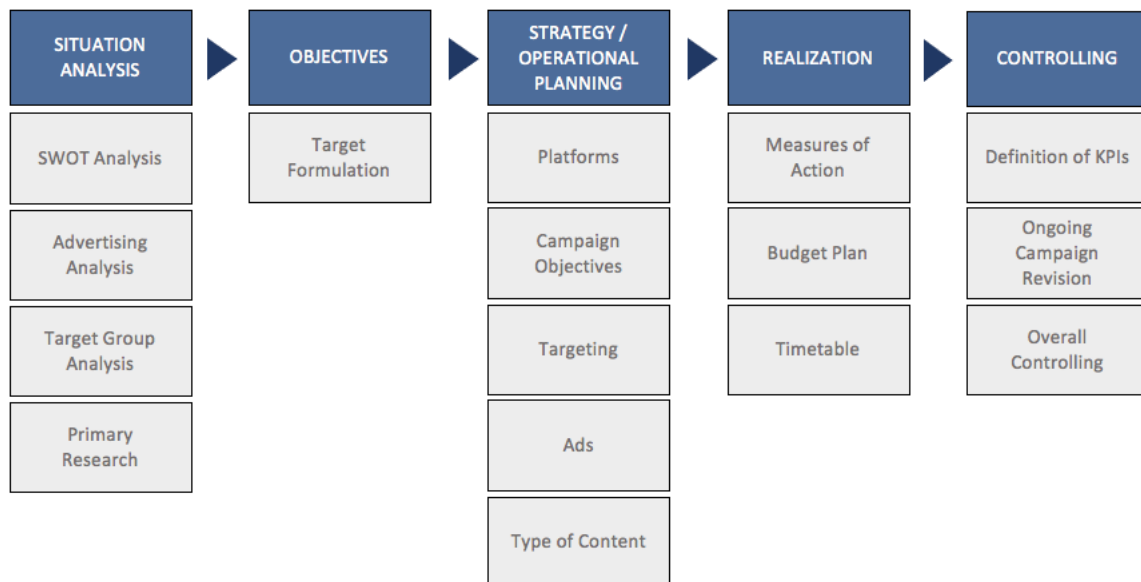 SITUATION
ANALYSIS
SWOT Analysis
Advertising
Analysis
Target Group
Analysis
Primary
Research
OBJECTIVES
Target
Formulation
STRATEGY /
OPERATIONAL
PLANNING
Platforms
Campaign
Objectives
Targeting
Ads
Type of Content
REALIZATION
Measures of
Action
Budget Plan
Timetable
CONTROLLING
Definition of KPIs
Ongoing
Campaign
Revision
Overall
Controlling